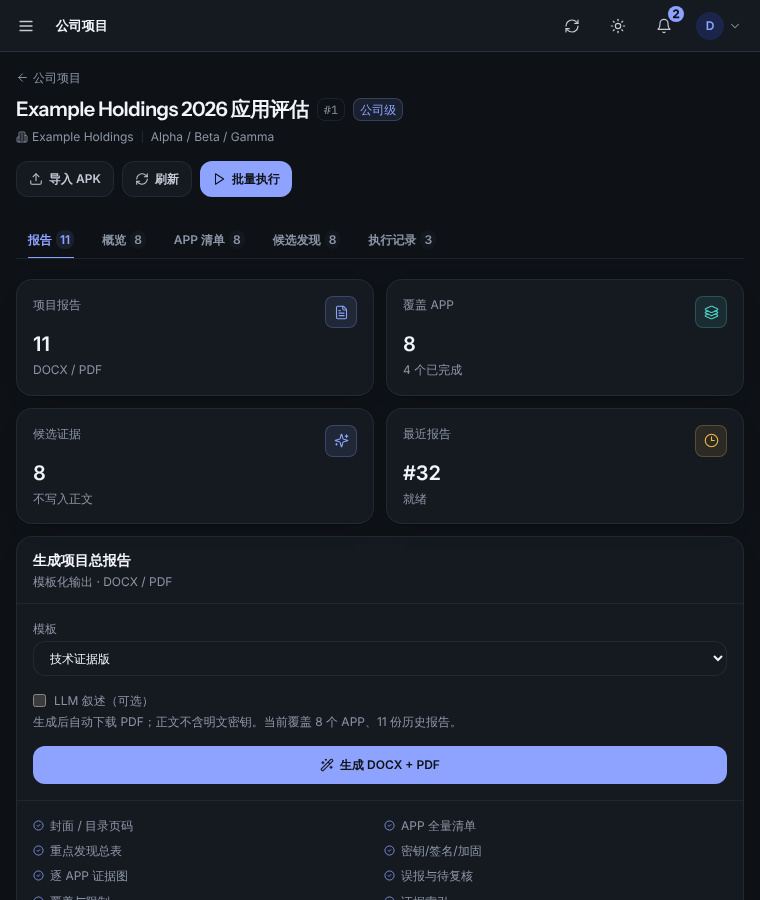 公司项目
2
D
公司项目
Example Holdings 2026 应用评估 #1 公司级
Example Holdings Alpha / Beta / Gamma
导入 APK 刷新 批量执行
报告 11 概览 8 APP 清单 8 候选发现 8 执行记录 3
项目报告
11
DOCX / PDF
覆盖 APP
8
4 个已完成
候选证据
8
不写入正文
最近报告
#32
就绪
生成项目总报告
模板化输出 · DOCX / PDF
模板
技术证据版
LLM 叙述（可选）
生成后自动下载 PDF；正文不含明文密钥。当前覆盖 8 个 APP、11 份历史报告。
生成 DOCX + PDF
封面 / 目录页码 APP 全量清单
重点发现总表 密钥/签名/加固
逐 APP 证据图 误报与待复核